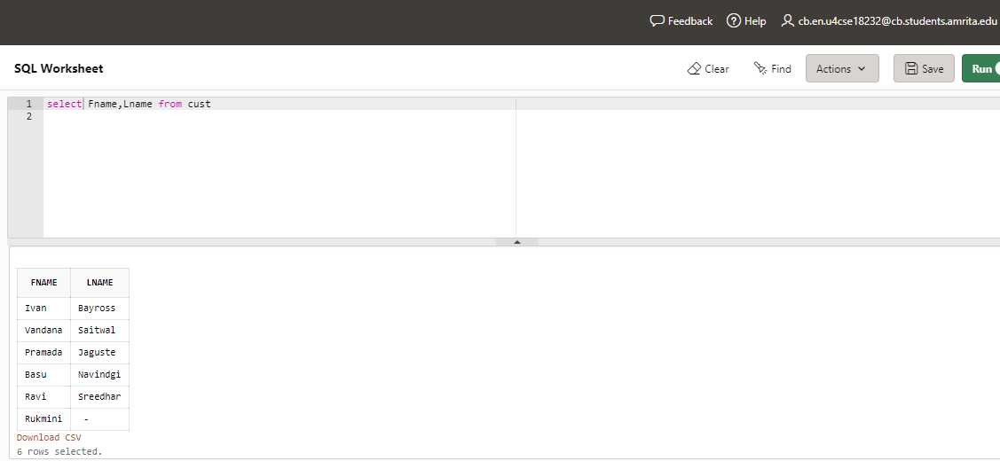 Feedback Help cb.en.u4cse18232@cb.students.amrita.edu
SQL Worksheet Clear Find Actions Save Run
1 select Fname,Lname from cust
2
FNAME LNAME
Ivan Bayross
Vandana Saitwal
Pramada Jaguste
Basu Navindgi
Ravi Sreedhar
Rukmini -
Download CSV
6 rows selected.